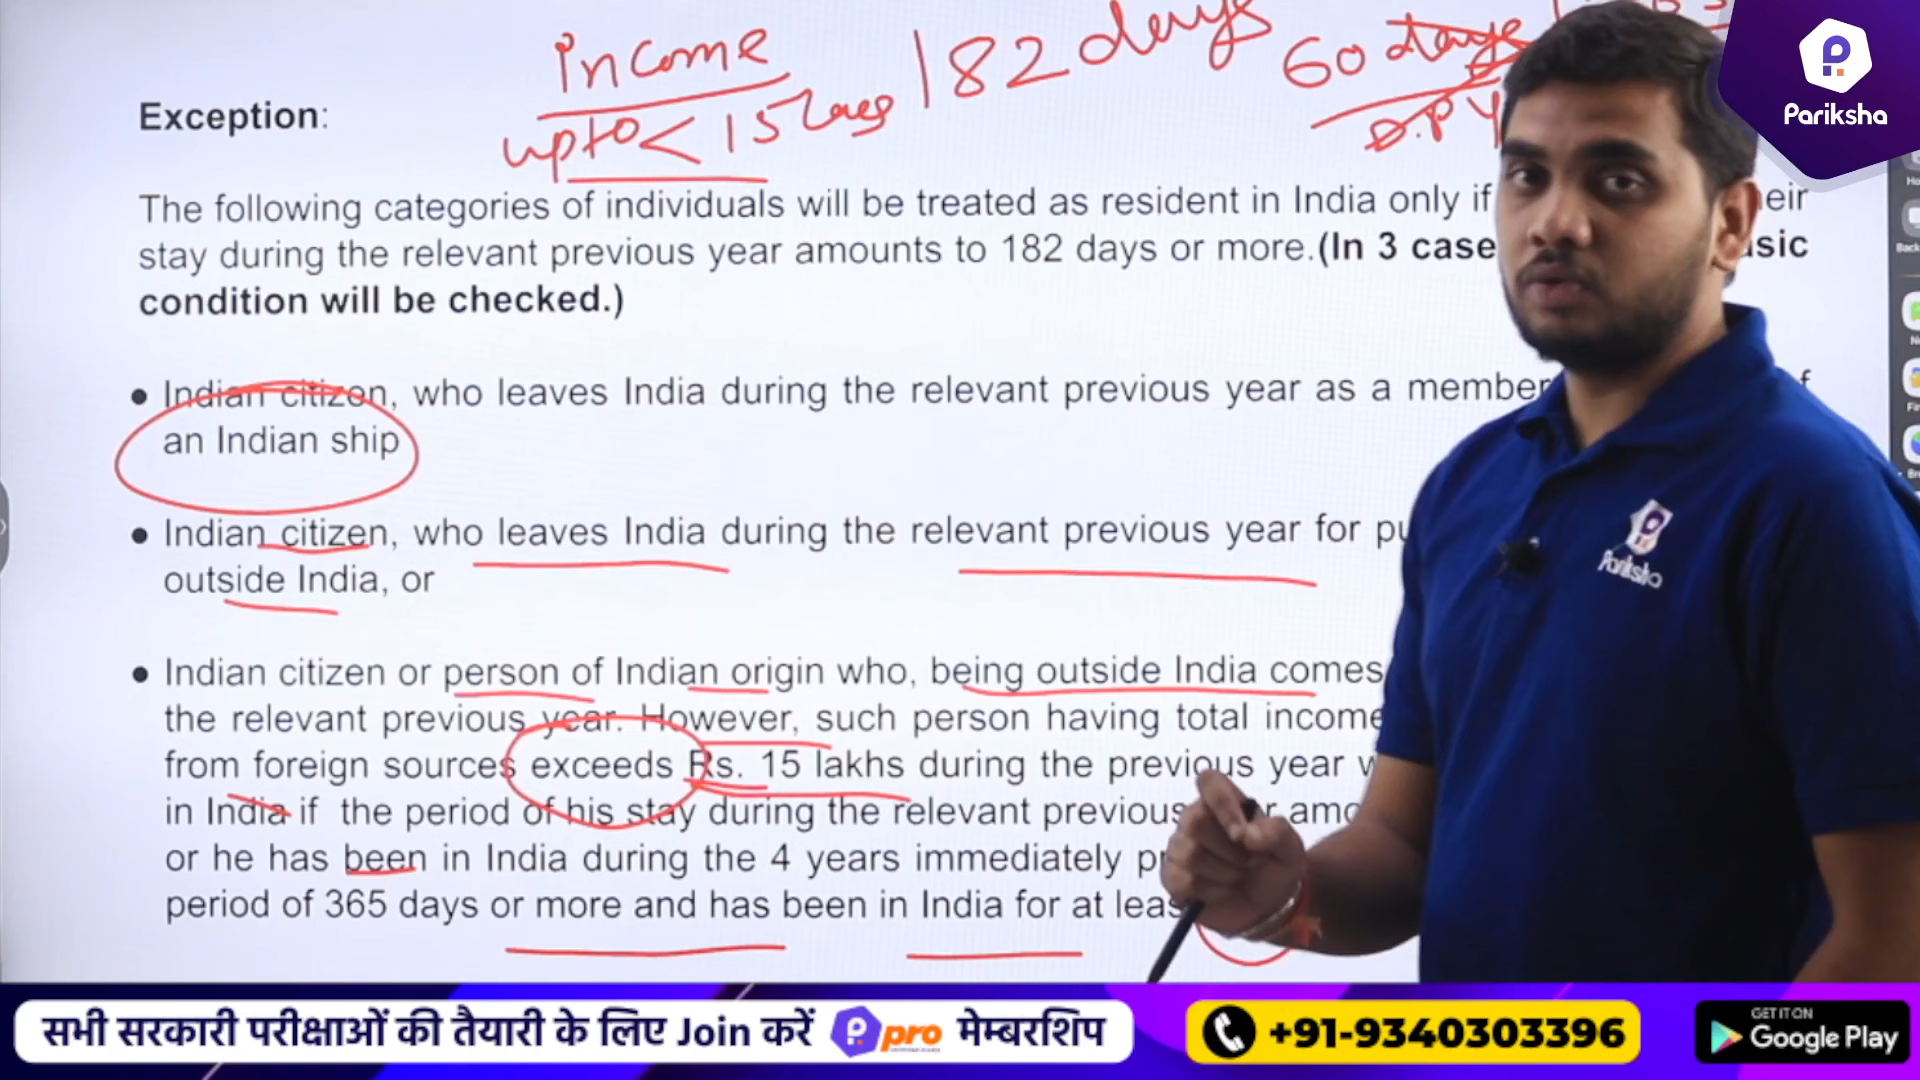 income 182 days 60 days
upto < 15 Lacs
Pariksha
Exception:
The following categories of individuals will be treated as resident in India only if eir
stay during the relevant previous year amounts to 182 days or more.(In 3 case
condition will be checked.)
• Indian citizen, who leaves India during the relevant previous year as a member
an Indian ship
• Indian citizen, who leaves India during the relevant previous year for pu
outside India, or
Pariksha
• Indian citizen or person of Indian origin who, being outside India comes
the relevant previous year. However, such person having total income
from foreign sources exceeds Rs. 15 lakhs during the previous year w
in India if the period of his stay during the relevant previous amo
or he has been in India during the 4 years immediately p
period of 365 days or more and has been in India for at leas
सभी सरकारी परीक्षाओं की तैयारी के लिए Join करें pro मेम्बरशिप
+91-9340303396
GET IT ON
Google Play